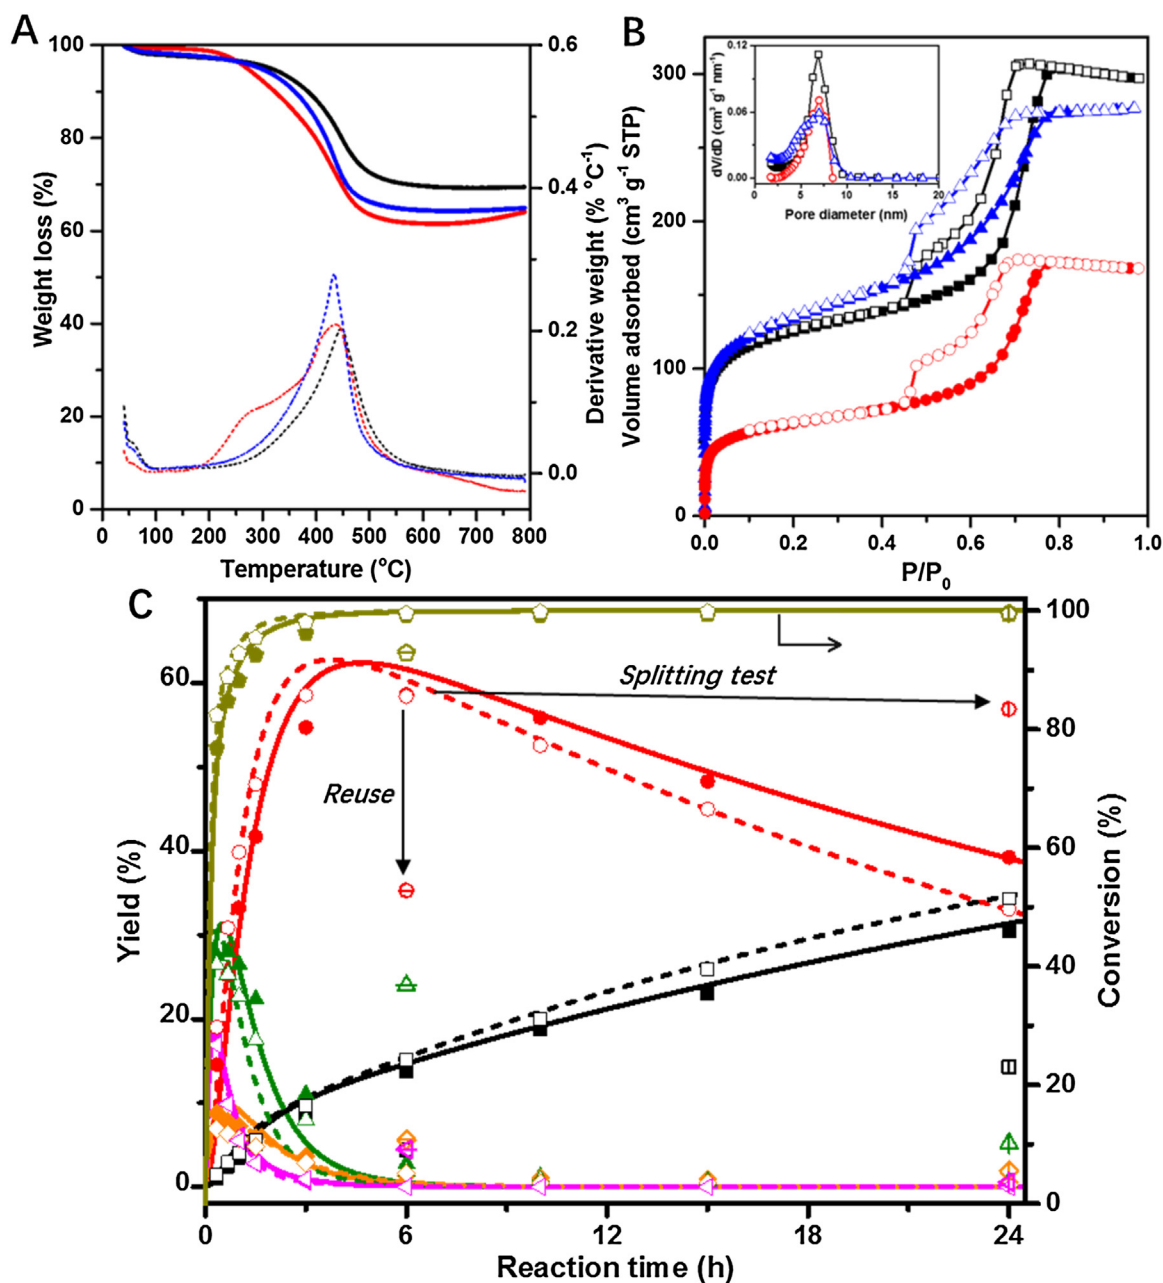 A
100
80
60
40
20
0
Weight loss (%)
0 100 200 300 400 500 600 700 800
Temperature (°C)
0.6
0.4
0.2
0.0
Derivative weight (% °C⁻¹)
B
300
200
100
0
Volume adsorbed (cm³ g⁻¹ STP)
0.0 0.2 0.4 0.6 0.8 1.0
P/P₀
0.12
0.06
0.00
dV/dD (cm³ g⁻¹ nm⁻¹)
0 5 10 15 20
Pore diameter (nm)
C
60
40
20
0
Yield (%)
Splitting test
Reuse
100
80
60
40
20
0
Conversion (%)
0 6 12 18 24
Reaction time (h)